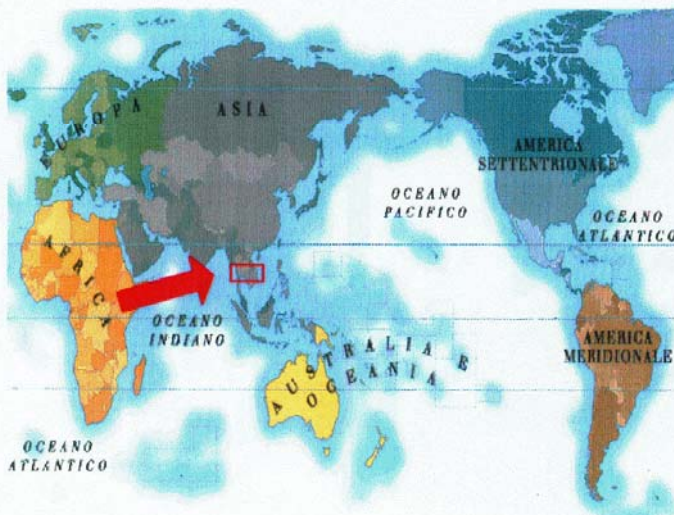 EUROPA
ASIA
AMERICA
SETTENTRIONALE
OCEANO
PACIFICO
OCEANO
ATLANTICO
AFRICA
OCEANO
INDIANO
AMERICA
MERIDIONALE
AUSTRALIA E
OCEANIA
OCEANO
ATLANTICO